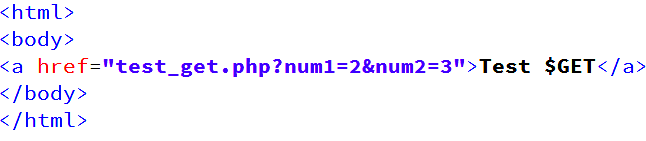 <html>
<body>
<a href="test_get.php?num1=2&num2=3">Test $GET</a>
</body>
</html>